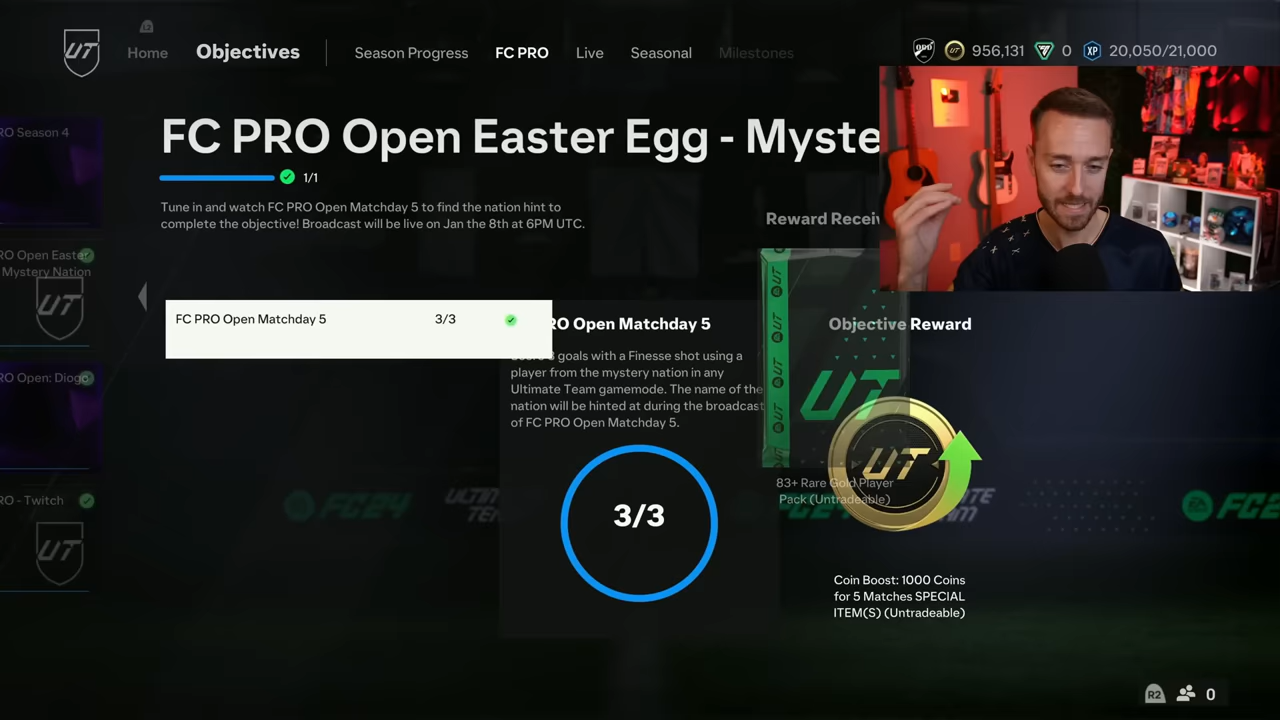 Home
Objectives
Season Progress
FC PRO
Live
Seasonal
Milestones
956,131
0
XP
20,050/21,000
FC PRO Open Easter Egg - Myste
1/1
Tune in and watch FC PRO Open Matchday 5 to find the nation hint to
complete the objective! Broadcast will be live on Jan the 8th at 6PM UTC.
RO Season 4
RO Open Easter
Mystery Nation
UT
RO Open: Diogo
RO - Twitch
UT
FC PRO Open Matchday 5
3/3
RO Open Matchday 5
goals with a Finesse shot using a
player from the mystery nation in any
Ultimate Team gamemode. The name of the
nation will be hinted at during the broadcast
of FC PRO Open Matchday 5.
3/3
Reward Receiv
UT
83+ Rare Gold Player
Pack (Untradeable)
Objective Reward
UT
Coin Boost: 1000 Coins
for 5 Matches SPECIAL
ITEM(S) (Untradeable)
FC24
R2
0